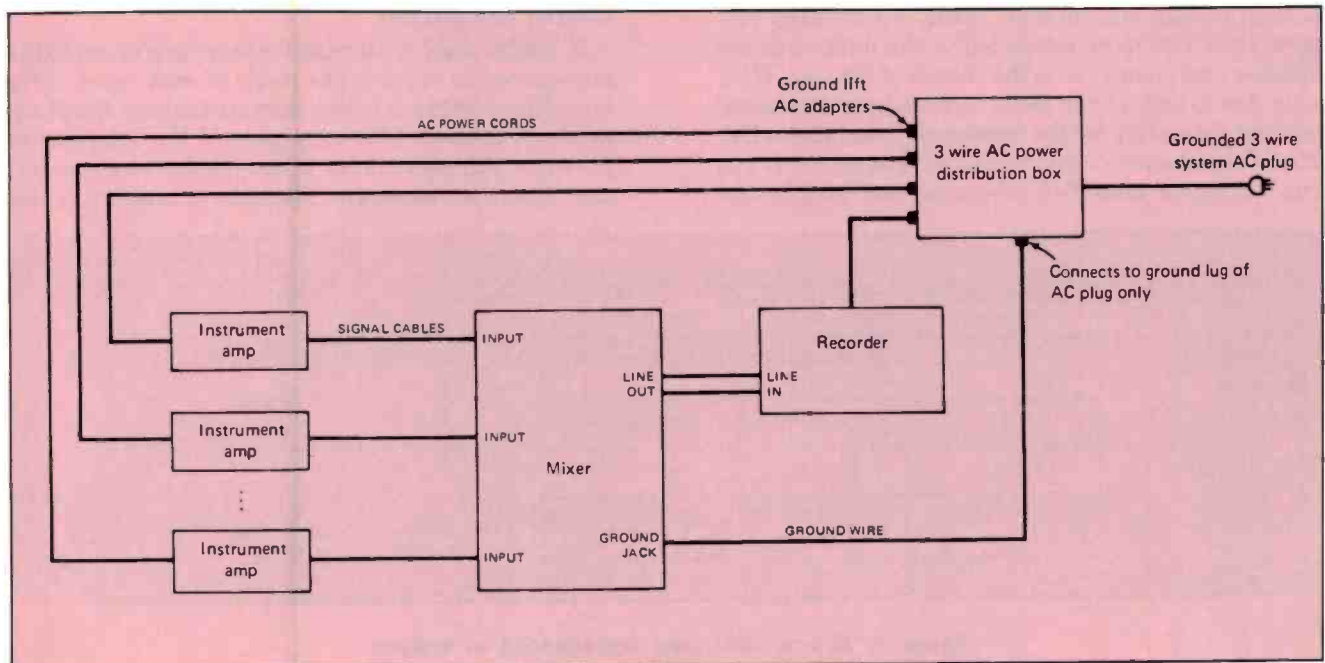 Ground lift
AC adapters
AC POWER CORDS
3 wire AC power
distribution box
Grounded 3 wire
system AC plug
Connects to ground lug of
AC plug only
Instrument
amp
SIGNAL CABLES
INPUT
Recorder
LINE
OUT
LINE
IN
Instrument
amp
INPUT
Mixer
Instrument
amp
INPUT
GROUND
JACK
GROUND WIRE